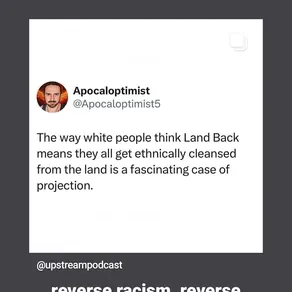 Apocaloptimist
@Apocaloptimist5
The way white people think Land Back
means they all get ethnically cleansed
from the land is a fascinating case of
projection.
@upstreampodcast
reverse racism, reverse